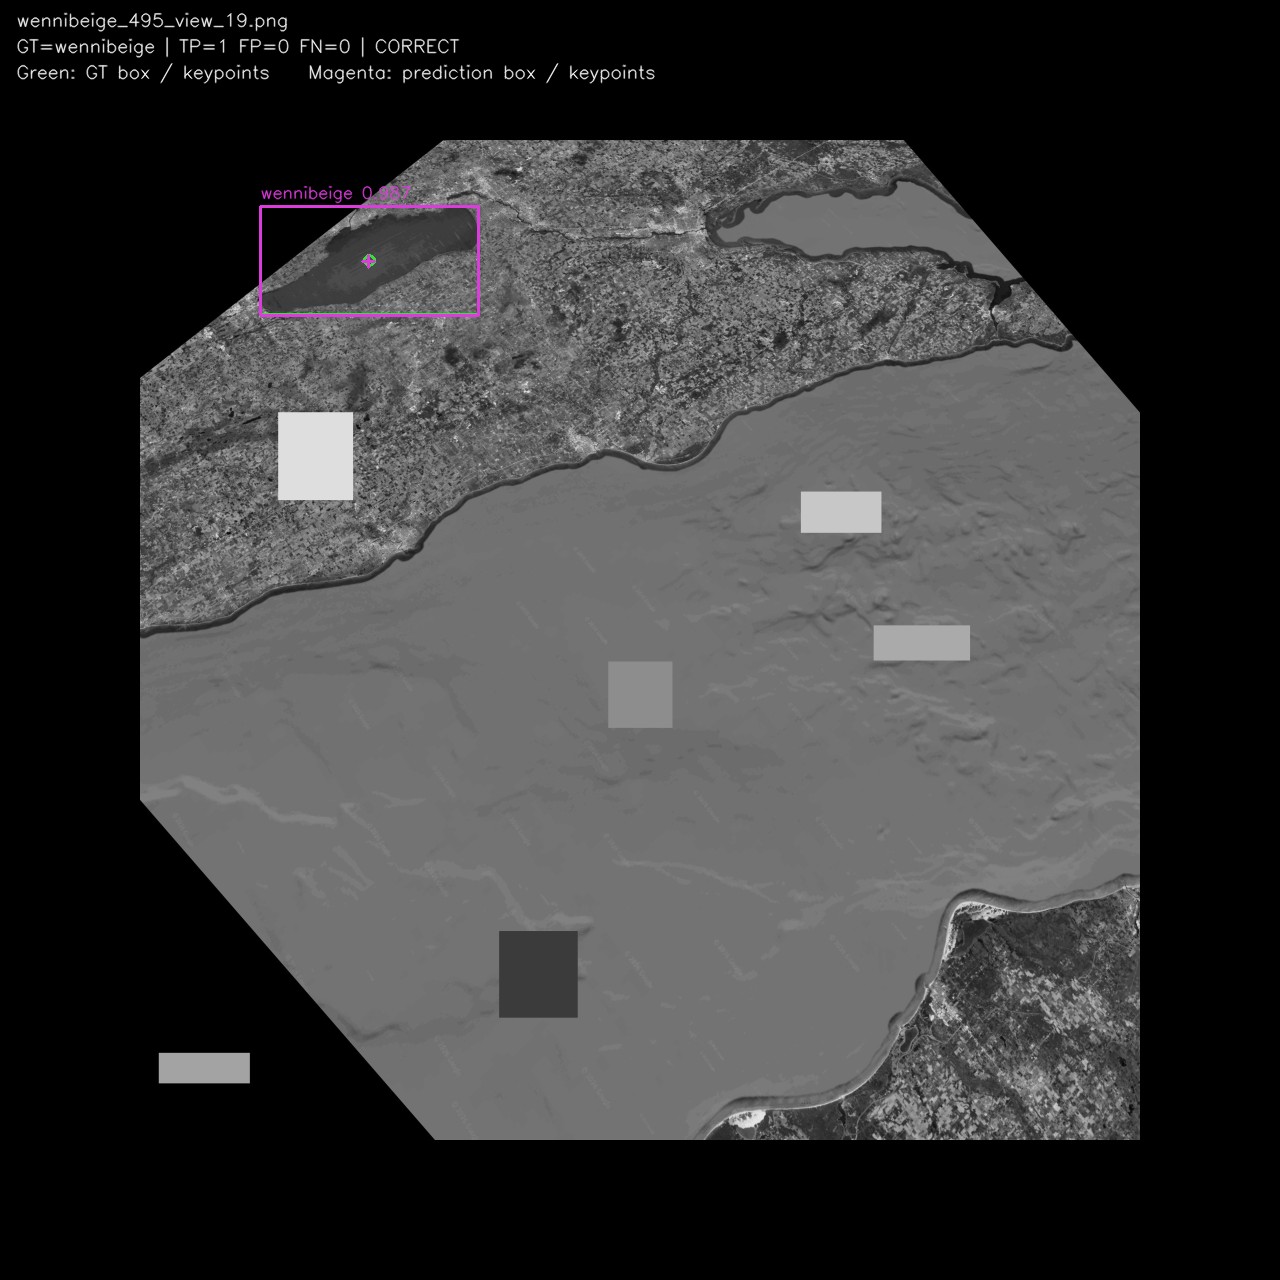 wennibeige_495_view_19.png
GT=wennibeige | TP=1 FP=0 FN=0 | CORRECT
Green: GT box / keypoints    Magenta: prediction box / keypoints
wennibeige